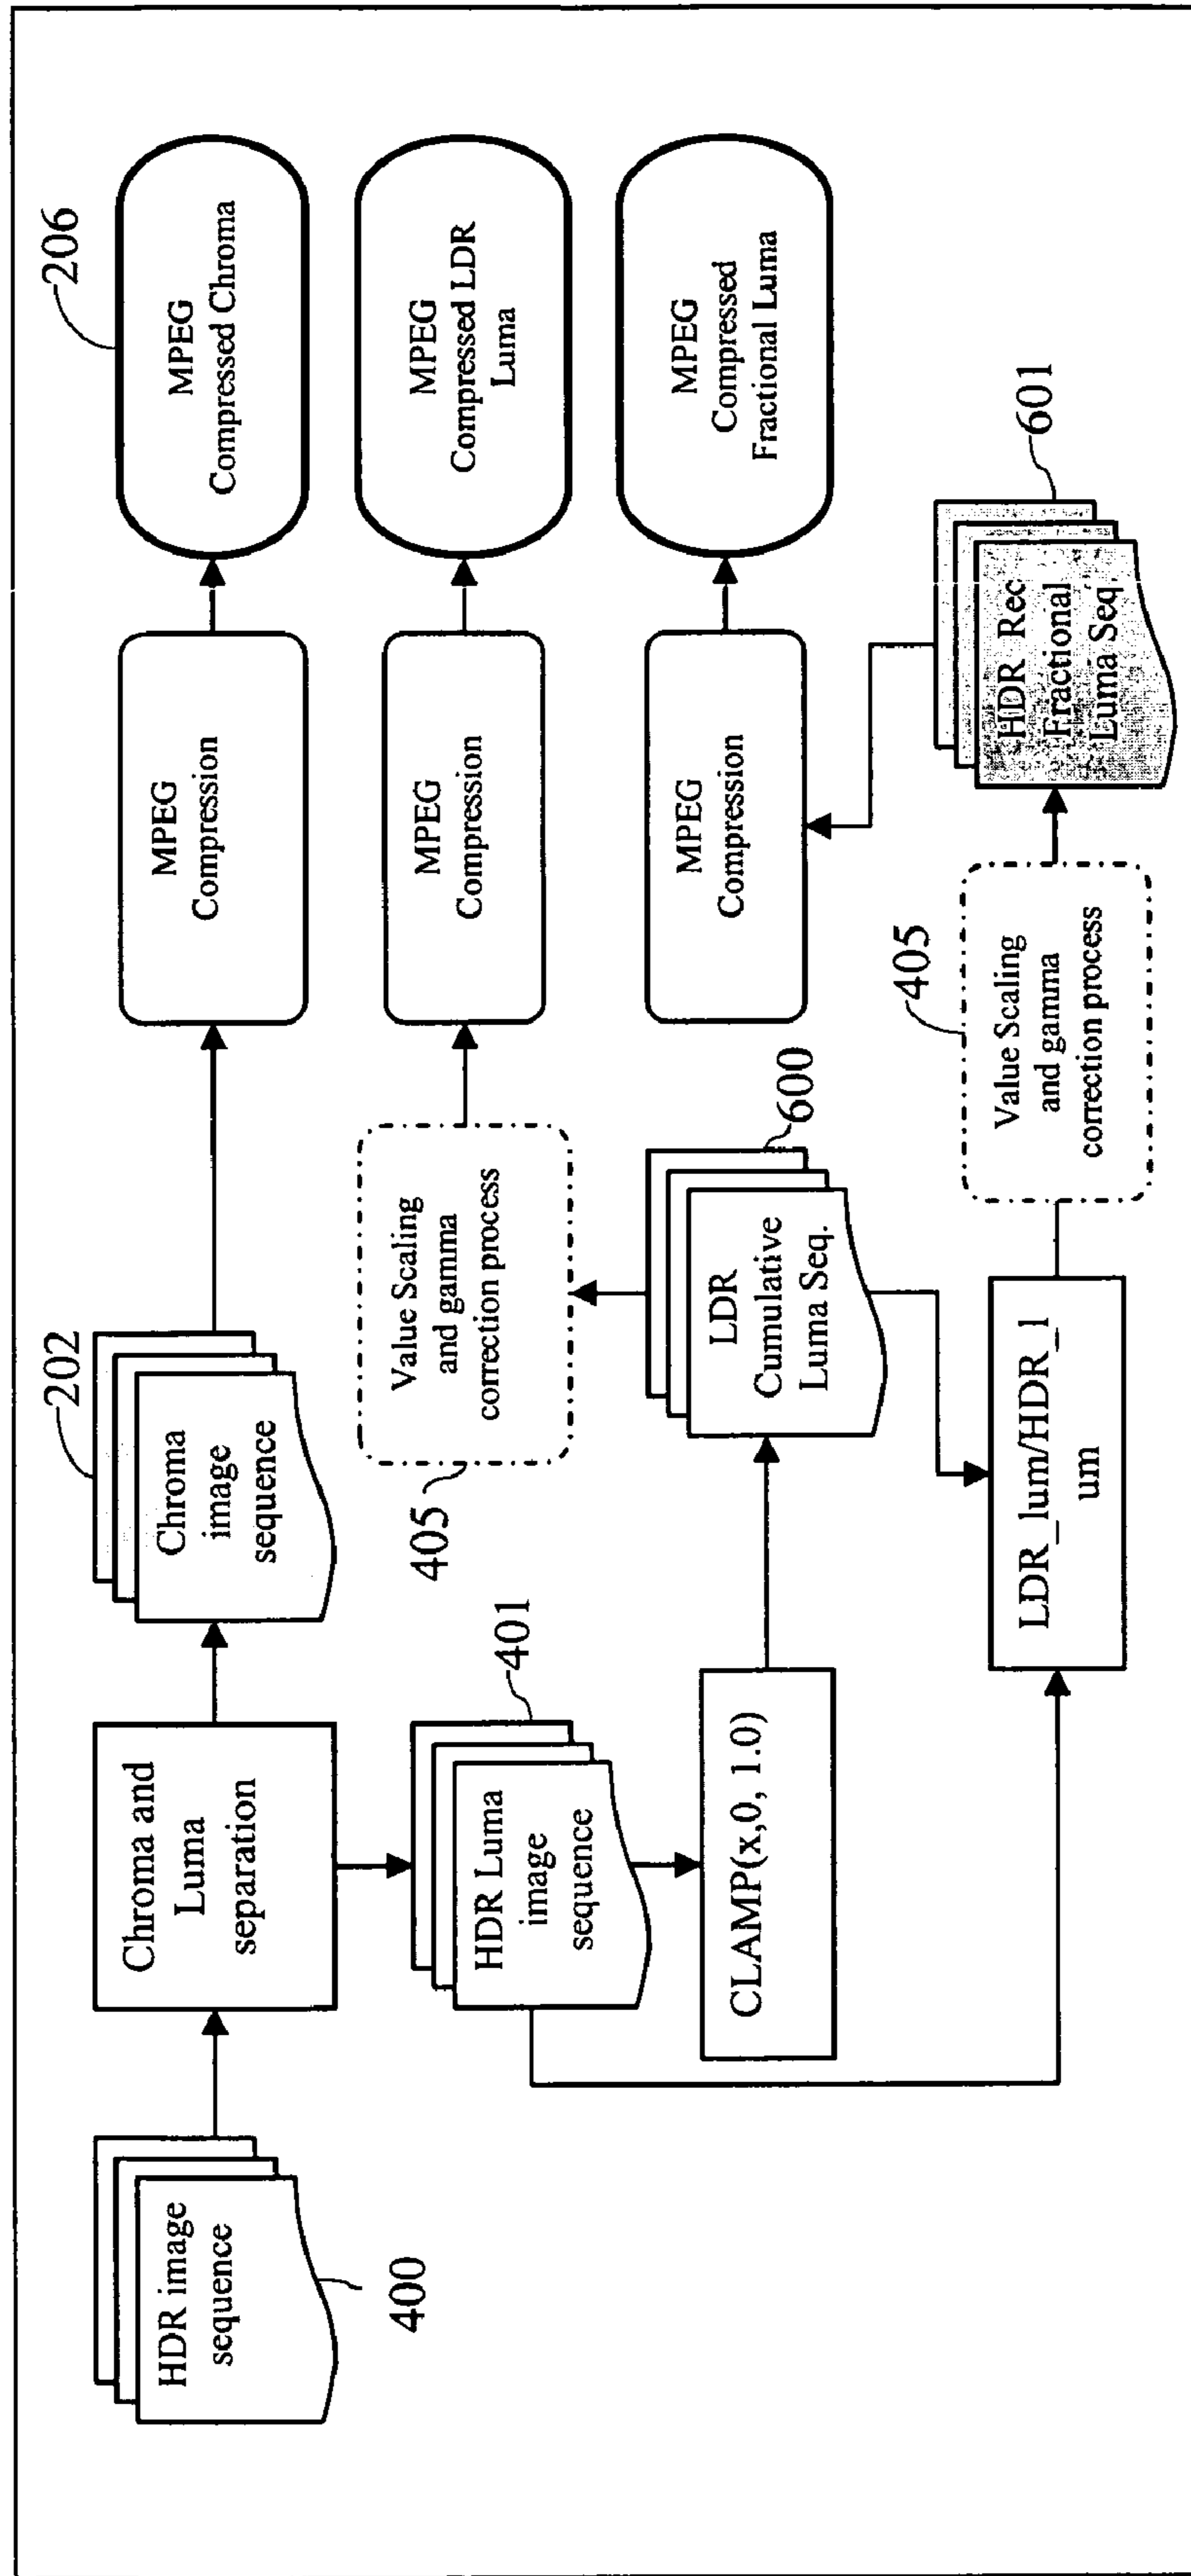 HDR image
sequence
400
Chroma and
Luma
separation
Chroma
image
sequence
202
MPEG
Compression
MPEG
Compressed Chroma
206
HDR Luma
image
sequence
401
405
Value Scaling
and gamma
correction process
MPEG
Compression
MPEG
Compressed LDR
Luma
CLAMP(x,0, 1.0)
LDR
Cumulative
Luma Seq.
600
MPEG
Compression
MPEG
Compressed
Fractional Luma
LDR_lum/HDR_l
um
405
Value Scaling
and gamma
correction process
HDR Rec
Fractional
Luma Seq.
601